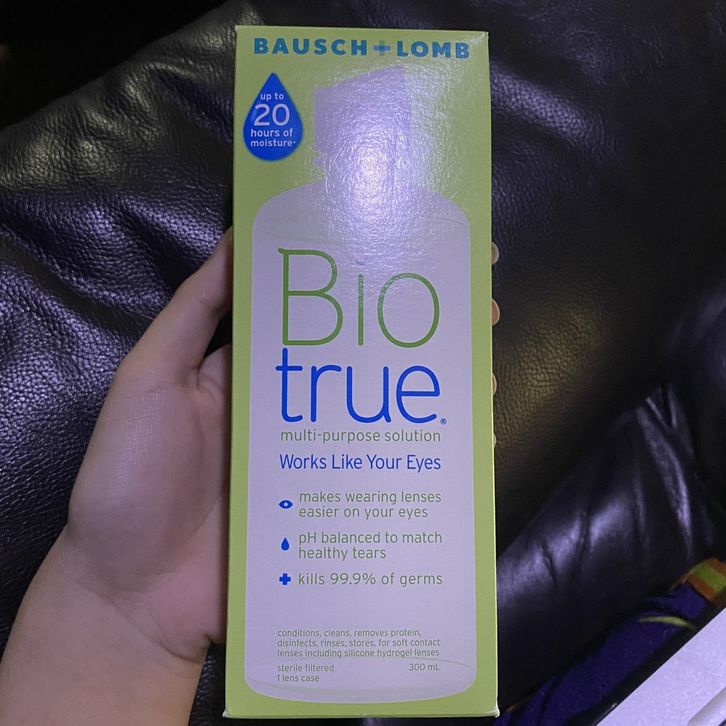 BAUSCH+LOMB
up to
20
hours of
moisture*
Bio
true®
multi-purpose solution
Works Like Your Eyes
makes wearing lenses
easier on your eyes
pH balanced to match
healthy tears
kills 99.9% of germs
conditions, cleans, removes protein,
disinfects, rinses, stores, for soft contact
lenses including silicone hydrogel lenses
sterile filtered
300 mL
1 lens case